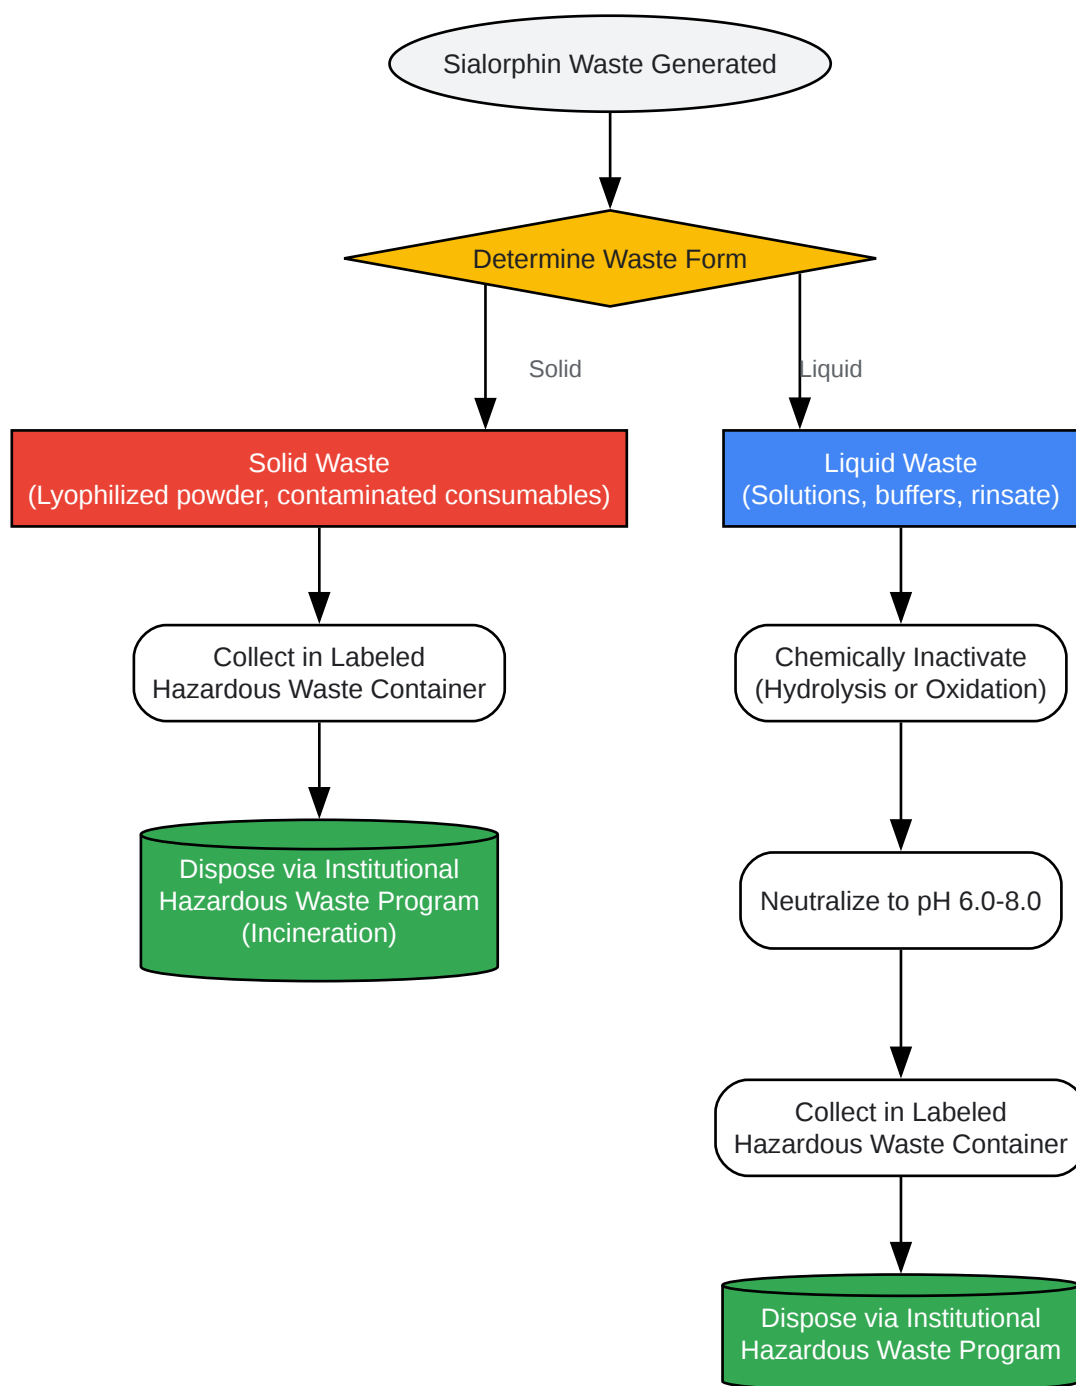 Sialorphin Waste Generated
Determine Waste Form
Solid
Liquid
Solid Waste
(Lyophilized powder, contaminated consumables)
Liquid Waste
(Solutions, buffers, rinsate)
Collect in Labeled
Hazardous Waste Container
Chemically Inactivate
(Hydrolysis or Oxidation)
Dispose via Institutional
Hazardous Waste Program
(Incineration)
Neutralize to pH 6.0-8.0
Collect in Labeled
Hazardous Waste Container
Dispose via Institutional
Hazardous Waste Program